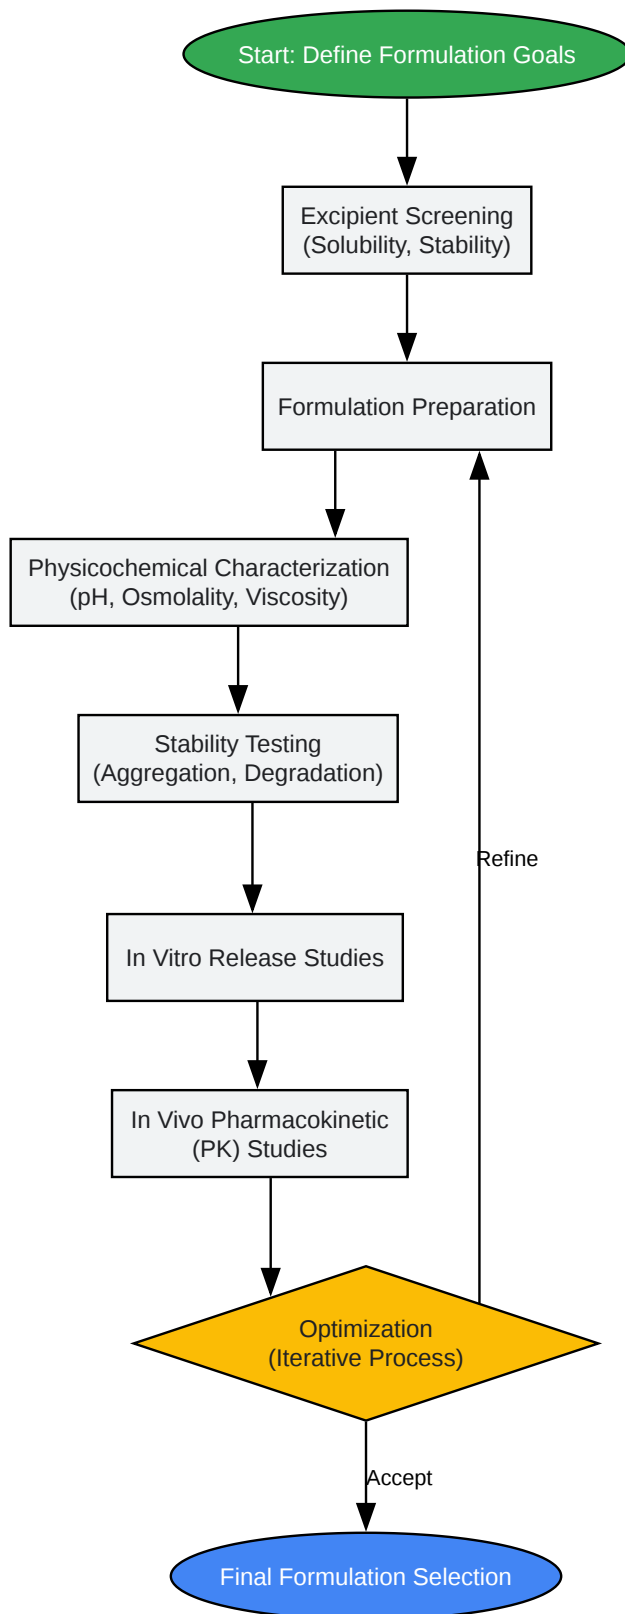 Start: Define Formulation Goals
Excipient Screening
(Solubility, Stability)
Formulation Preparation
Physicochemical Characterization
(pH, Osmolality, Viscosity)
Stability Testing
(Aggregation, Degradation)
Refine
In Vitro Release Studies
In Vivo Pharmacokinetic
(PK) Studies
Optimization
(Iterative Process)
Accept
Final Formulation Selection